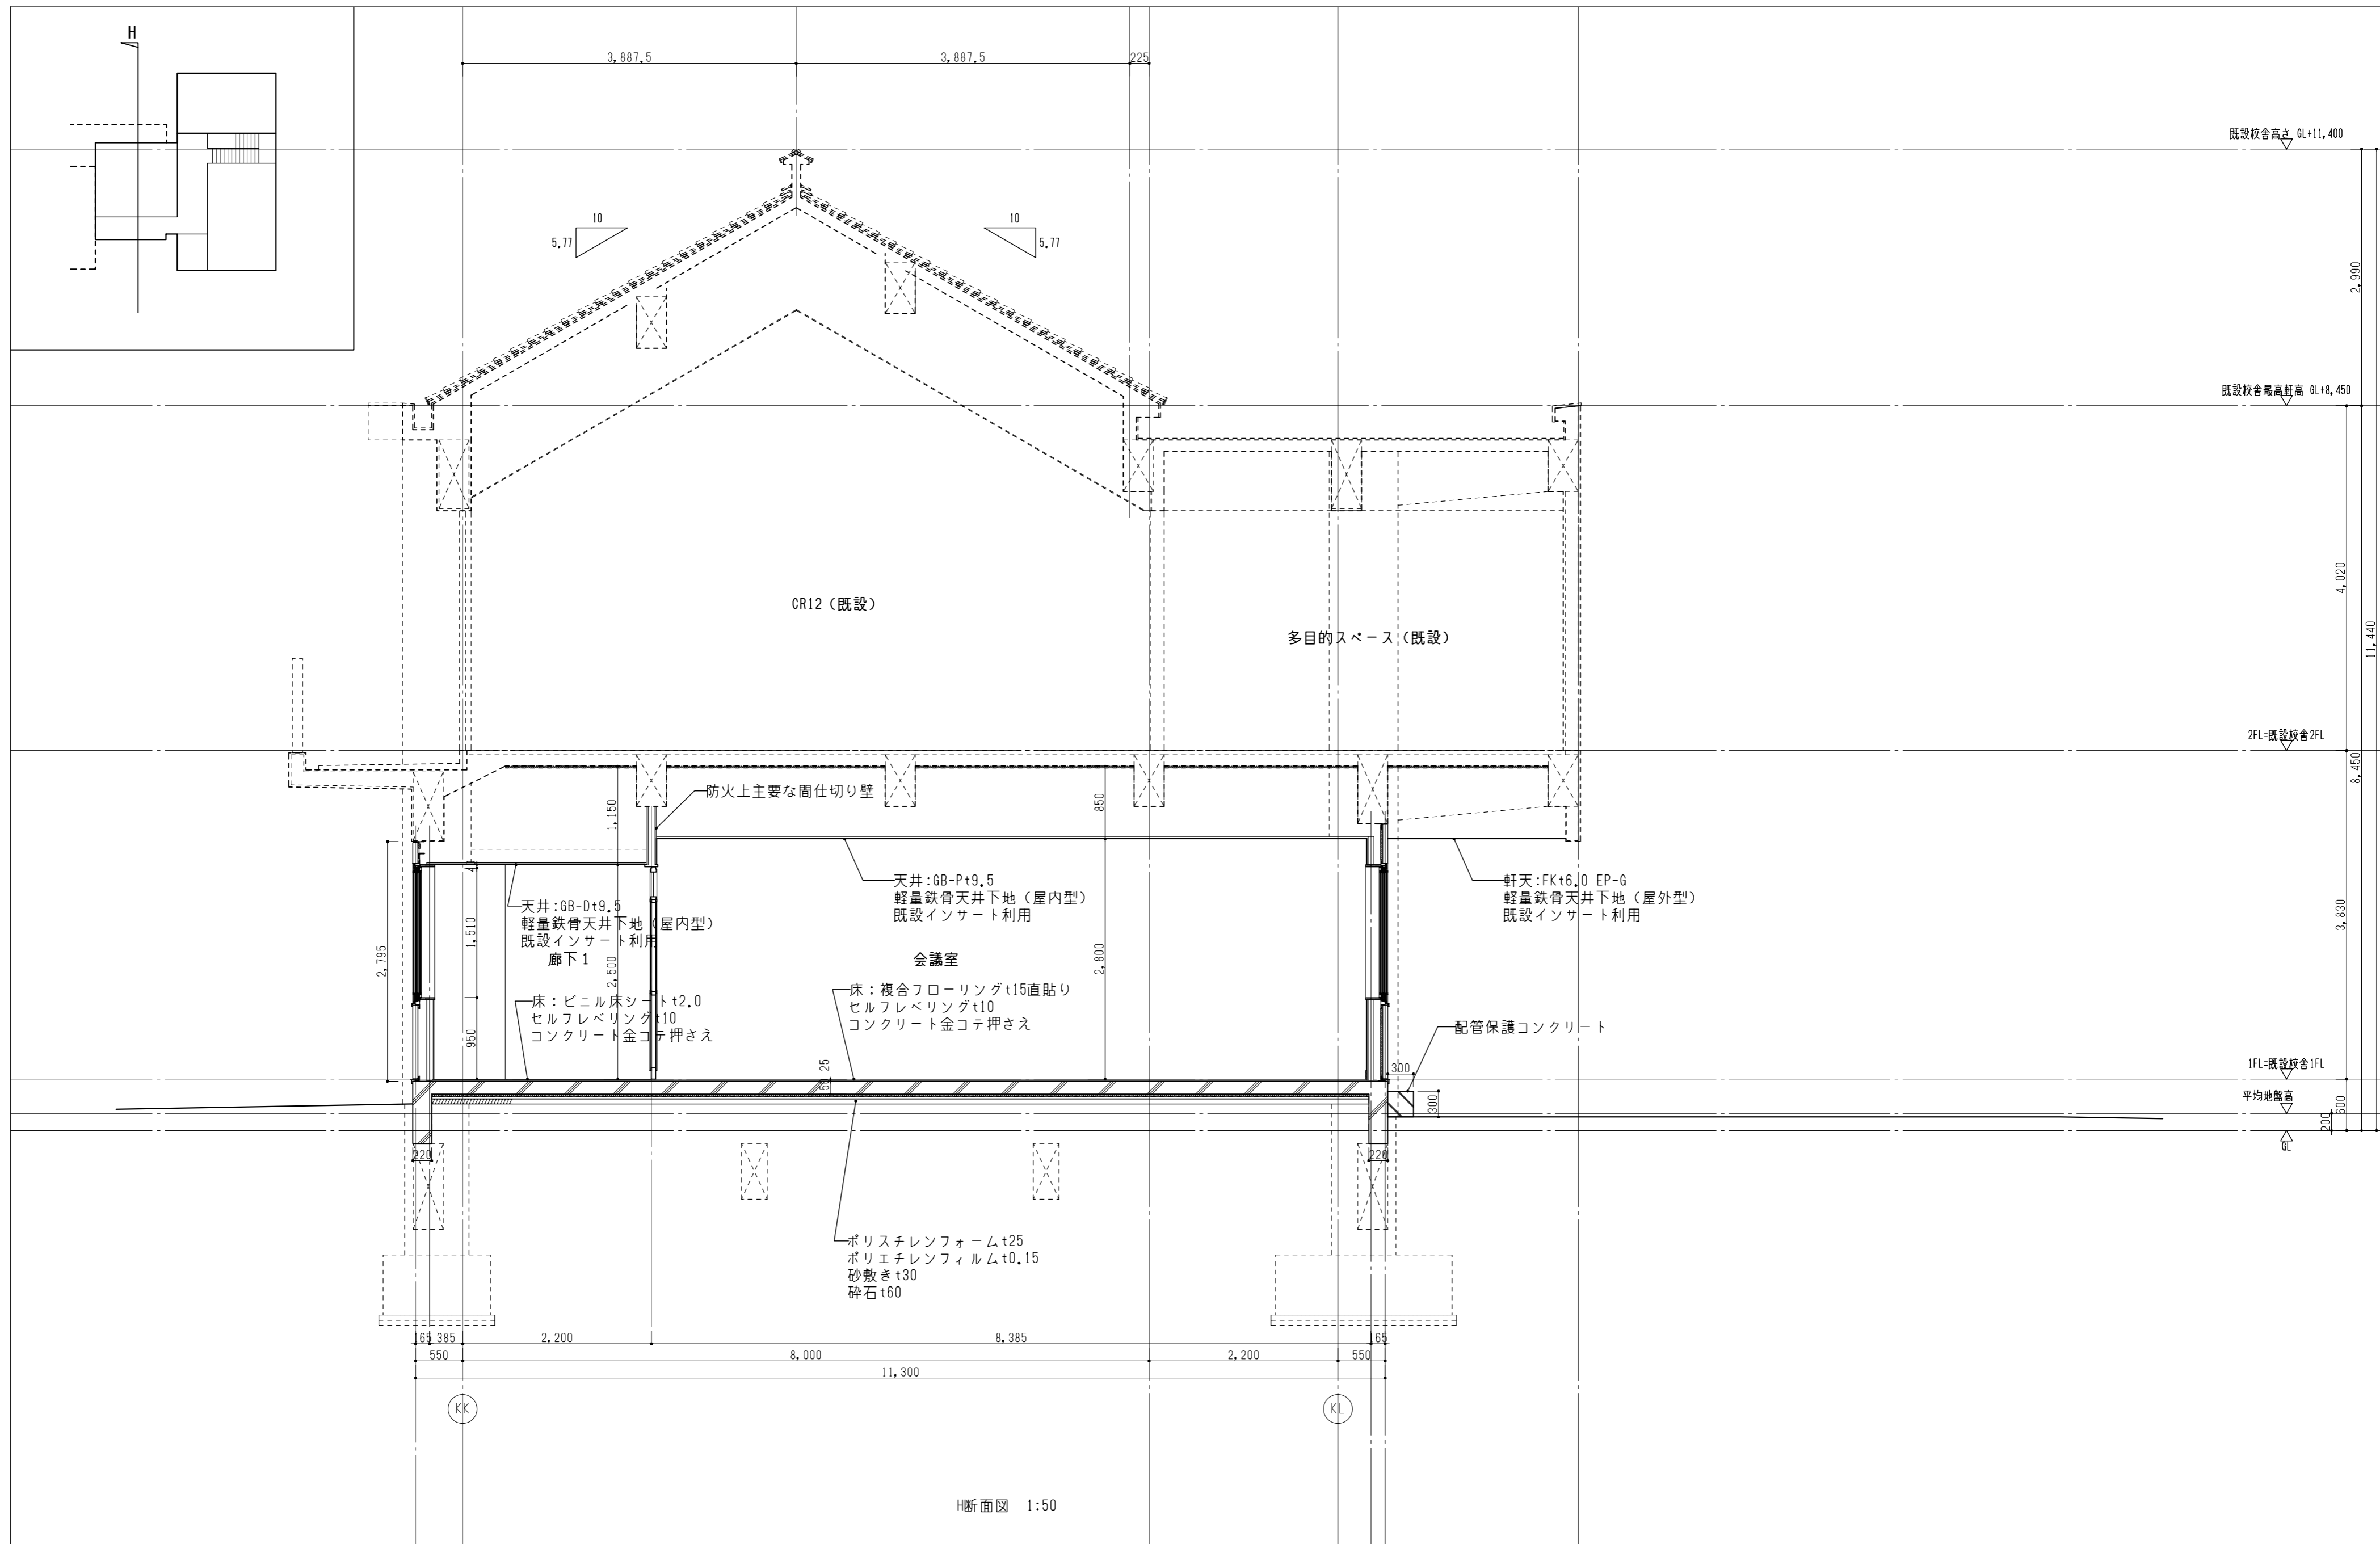 H
3,887.5
3,887.5
225
既設校舎高さ GL+11,400
10
5.77
10
5.77
2,990
既設校舎最高軒高 GL+8,450
CR12（既設）
多目的スペース（既設）
4,020
11,440
2FL=既設校舎2FL
8,450
防火上主要な間仕切り壁
1,150
850
天井:GB-Dt9.5
軽量鉄骨天井下地（屋内型）
既設インサート利用
廊下1
天井:GB-Pt9.5
軽量鉄骨天井下地（屋内型）
既設インサート利用
会議室
軒天:FKt6.0 EP-G
軽量鉄骨天井下地（屋外型）
既設インサート利用
3,830
2,795
1,510
2,500
2,800
950
床：ビニル床シートt2.0
セルフレベリングt10
コンクリート金コテ押さえ
床：複合フローリングt15直貼り
セルフレベリングt10
コンクリート金コテ押さえ
配管保護コンクリート
50 25
300
300
1FL=既設校舎1FL
平均地盤高
600
200
GL
220
220
ポリスチレンフォームt25
ポリエチレンフィルムt0.15
砂敷きt30
砕石t60
165
385
2,200
8,385
165
550
8,000
2,200
550
11,300
KK
KL
H断面図 1:50